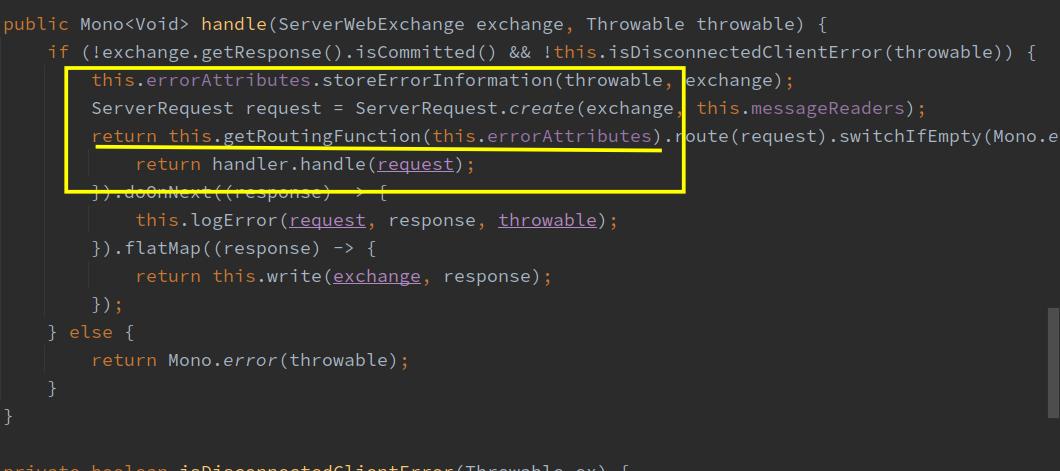 public Mono<Void> handle(ServerWebExchange exchange, Throwable throwable) {
if (!exchange.getResponse().isCommitted() && !this.isDisconnectedClientError(throwable)) {
this.errorAttributes.storeErrorInformation(throwable, exchange);
ServerRequest request = ServerRequest.create(exchange, this.messageReaders);
return this.getRoutingFunction(this.errorAttributes).route(request).switchIfEmpty(Mono.e
return handler.handle(request);
}).doOnNext((response) -> {
this.logError(request, response, throwable);
}).flatMap((response) -> {
return this.write(exchange, response);
});
} else {
return Mono.error(throwable);
}
}
private boolean isDisconnectedClientError(Throwable ex) {